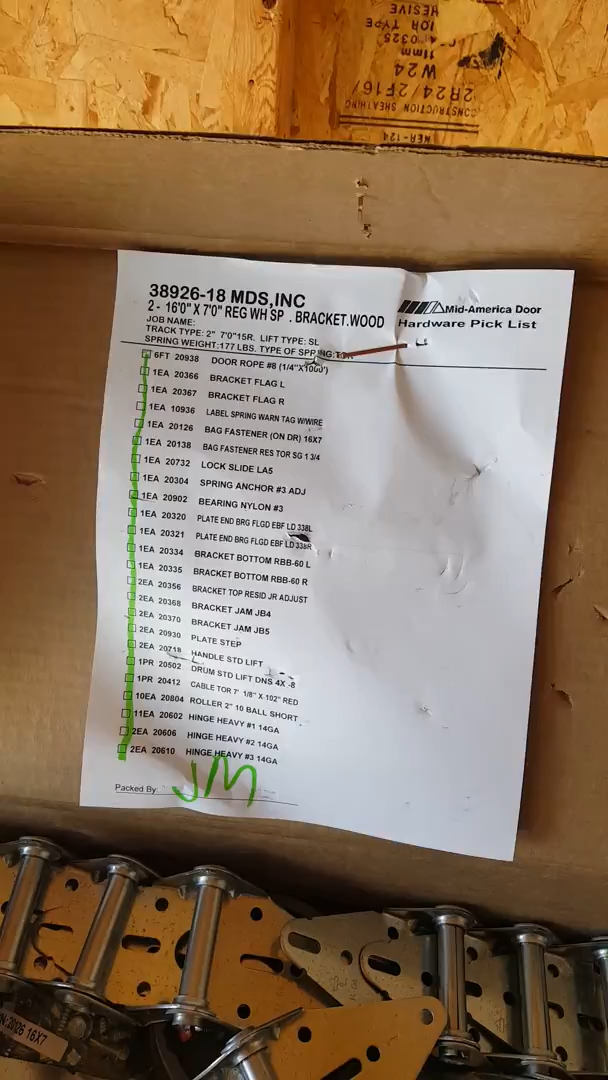 CONSTRUCTION SHEATHING
2R24/2F16/
W24
11mm
0325
IOR TYPE
HESIVE
NER-124
38926-18 MDS,INC
2 - 16'0" X 7'0" REG WH SP . BRACKET.WOOD
JOB NAME:
TRACK TYPE: 2" 7'0"15R. LIFT TYPE: SL
SPRING WEIGHT:177 LBS. TYPE OF SPRING:
Mid-America Door
Hardware Pick List
6FT 20938 DOOR ROPE #8 (1/4"X1000')
1EA 20366 BRACKET FLAG L
1EA 20367 BRACKET FLAG R
1EA 10936 LABEL SPRING WARN TAG W/WIRE
1EA 20126 BAG FASTENER (ON DR) 16X7
1EA 20138 BAG FASTENER RES TOR SG 1 3/4
1EA 20732 LOCK SLIDE LA5
1EA 20304 SPRING ANCHOR #3 ADJ
1EA 20902 BEARING NYLON #3
1EA 20320 PLATE END BRG FLGD EBF LD 338L
1EA 20321 PLATE END BRG FLGD EBF LD 338R
1EA 20334 BRACKET BOTTOM RBB-60 L
1EA 20335 BRACKET BOTTOM RBB-60 R
2EA 20356 BRACKET TOP RESID JR ADJUST
2EA 20368 BRACKET JAM JB4
2EA 20370 BRACKET JAM JB5
2EA 20930 PLATE STEP
2EA 20718 HANDLE STD LIFT
1PR 20502 DRUM STD LIFT DNS 4X -8
1PR 20412 CABLE TOR 7' 1/8" X 102" RED
10EA 20804 ROLLER 2" 10 BALL SHORT
11EA 20602 HINGE HEAVY #1 14GA
2EA 20606 HINGE HEAVY #2 14GA
2EA 20610 HINGE HEAVY #3 14GA
Packed By: JM
N:20126 16X7